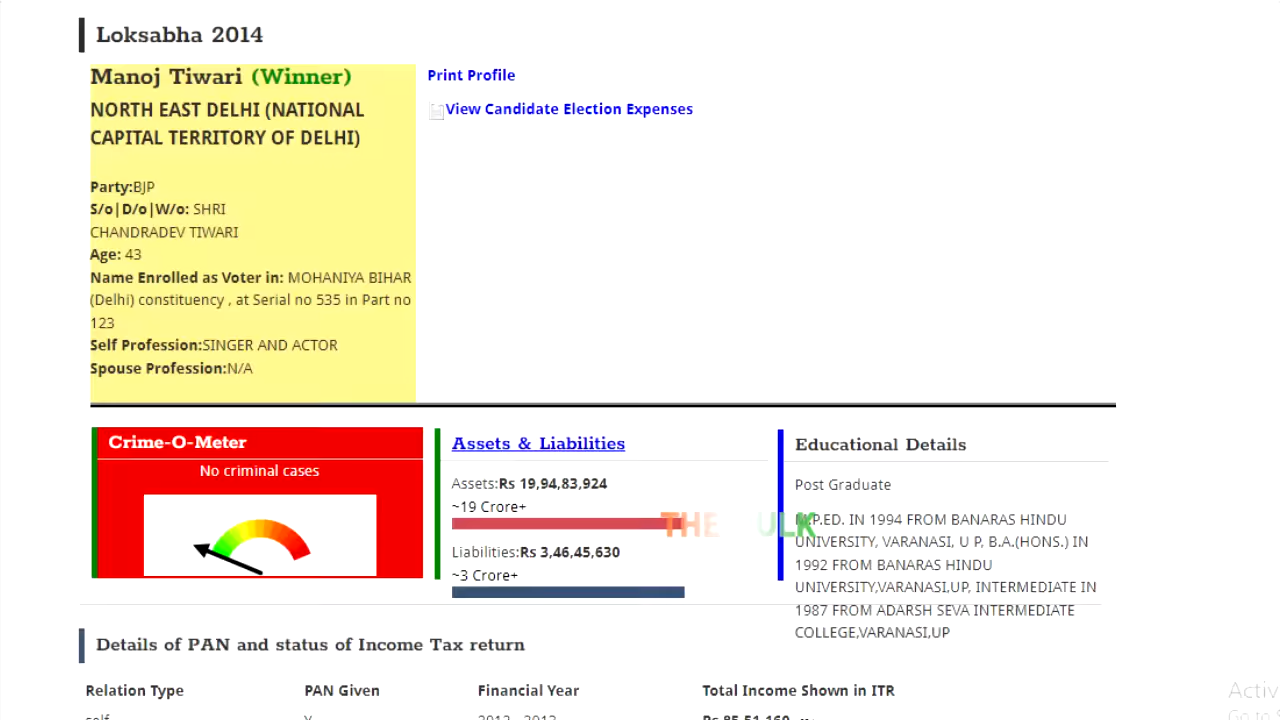 Loksabha 2014
Manoj Tiwari (Winner)
NORTH EAST DELHI (NATIONAL
CAPITAL TERRITORY OF DELHI)
Party:BJP
S/o|D/o|W/o: SHRI
CHANDRADEV TIWARI
Age: 43
Name Enrolled as Voter in: MOHANIYA BIHAR
(Delhi) constituency , at Serial no 535 in Part no
123
Self Profession:SINGER AND ACTOR
Spouse Profession:N/A
Print Profile
View Candidate Election Expenses
Crime-O-Meter
No criminal cases
Assets & Liabilities
Assets:Rs 19,94,83,924
~19 Crore+
Liabilities:Rs 3,46,45,630
~3 Crore+
THE
Educational Details
Post Graduate
M.P.ED. IN 1994 FROM BANARAS HINDU
UNIVERSITY, VARANASI, U P, B.A.(HONS.) IN
1992 FROM BANARAS HINDU
UNIVERSITY,VARANASI,UP, INTERMEDIATE IN
1987 FROM ADARSH SEVA INTERMEDIATE
COLLEGE,VARANASI,UP
Details of PAN and status of Income Tax return
Relation Type PAN Given Financial Year Total Income Shown in ITR